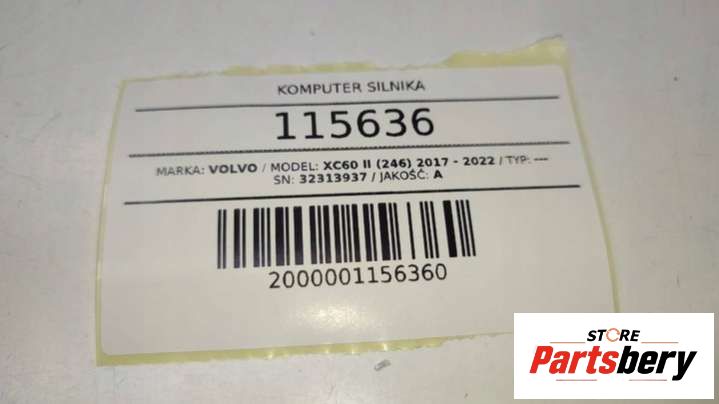 KOMPUTER SILNIKA
115636
MARKA: VOLVO / MODEL: XC60 II (246) 2017 - 2022 / TYP: ---
SN: 32313937 / JAKOŚĆ: A
2000001156360
STORE
Partsbery